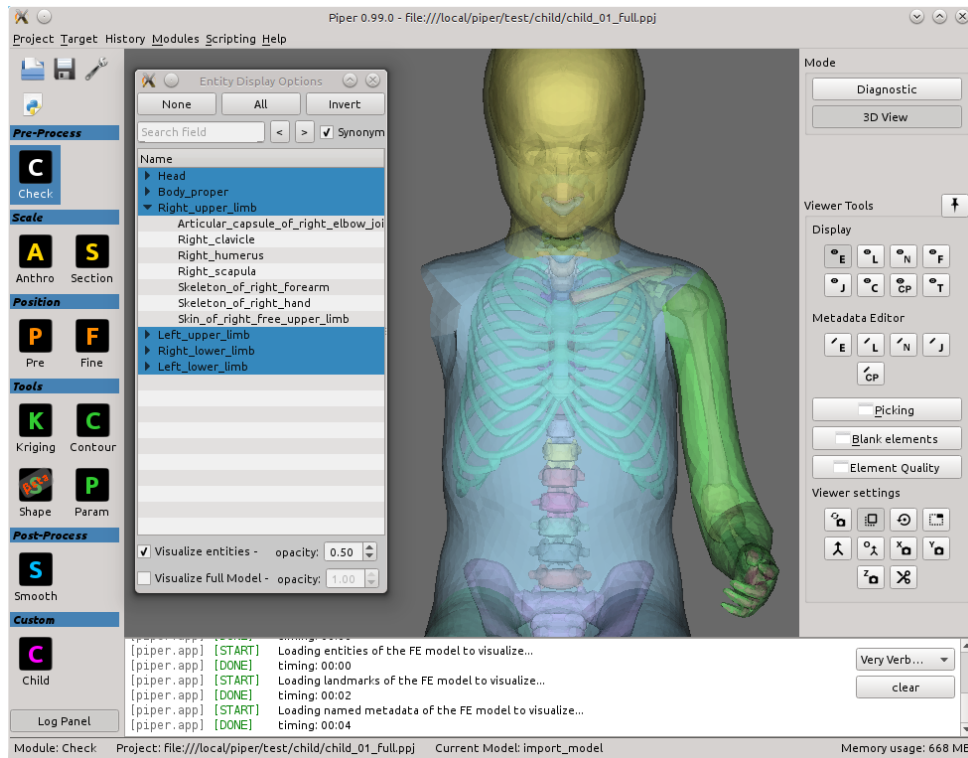 Piper 0.99.0 - file:///local/piper/test/child/child_01_full.ppj
Project Target History Modules Scripting Help
Pre-Process
C
Check
Scale
A S
Anthro Section
Position
P F
Pre Fine
Tools
K C
Kriging Contour
P
Shape Param
Post-Process
S
Smooth
Custom
C
Child
Log Panel
Entity Display Options
None All Invert
Search field < > Synonym
Name
Head
Body_proper
Right_upper_limb
Articular_capsule_of_right_elbow_joi
Right_clavicle
Right_humerus
Right_scapula
Skeleton_of_right_forearm
Skeleton_of_right_hand
Skin_of_right_free_upper_limb
Left_upper_limb
Right_lower_limb
Left_lower_limb
Visualize entities - opacity: 0.50
Visualize full Model - opacity: 1.00
Mode
Diagnostic
3D View
Viewer Tools
Display
E L N F
J C CP T
Metadata Editor
E L N J
CP
Picking
Blank elements
Element Quality
Viewer settings
X Y
Z
[piper.app] [START] Loading entities of the FE model to visualize...
[piper.app] [DONE] timing: 00:00
[piper.app] [START] Loading landmarks of the FE model to visualize...
[piper.app] [DONE] timing: 00:02
[piper.app] [START] Loading named metadata of the FE model to visualize...
[piper.app] [DONE] timing: 00:04
Very Verb...
clear
Module: Check Project: file:///local/piper/test/child/child_01_full.ppj Current Model: import_model Memory usage: 668 MB